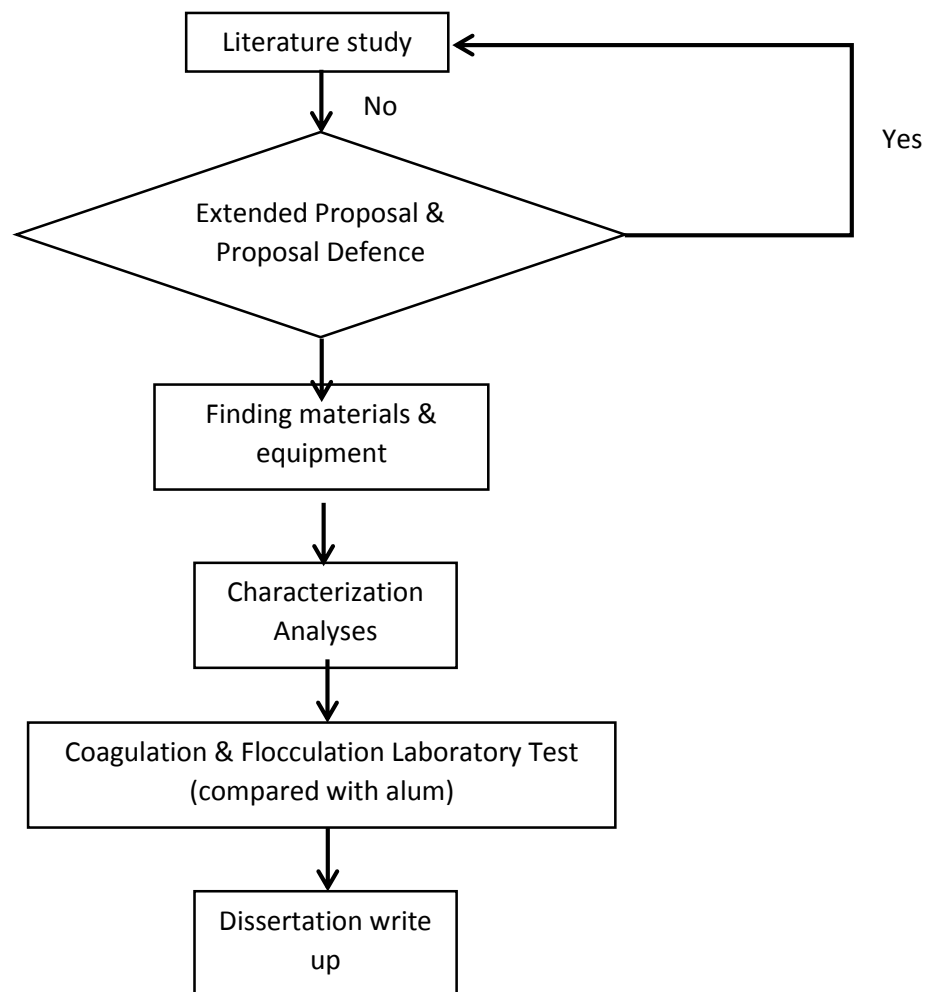 Literature study
No
Yes
Extended Proposal &
Proposal Defence
Finding materials &
equipment
Characterization
Analyses
Coagulation & Flocculation Laboratory Test
(compared with alum)
Dissertation write
up